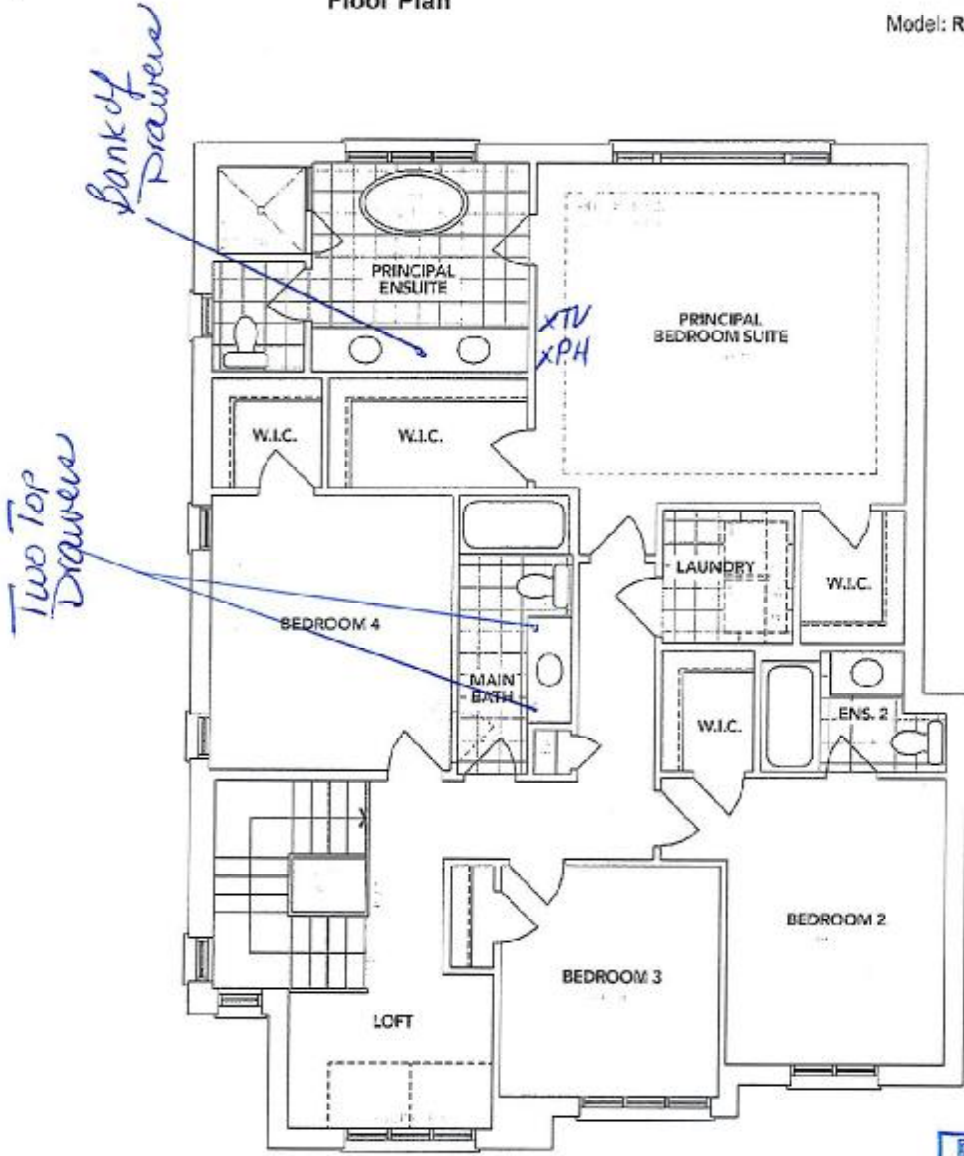 Floor Plan
Model: R
Bank of
Drawers
PRINCIPAL
ENSUITE
PRINCIPAL
BEDROOM SUITE
xTV
xPH
W.I.C.
W.I.C.
Two Top
Drawers
LAUNDRY
W.I.C.
BEDROOM 4
MAIN
BATH
W.I.C.
ENS. 2
BEDROOM 2
BEDROOM 3
LOFT